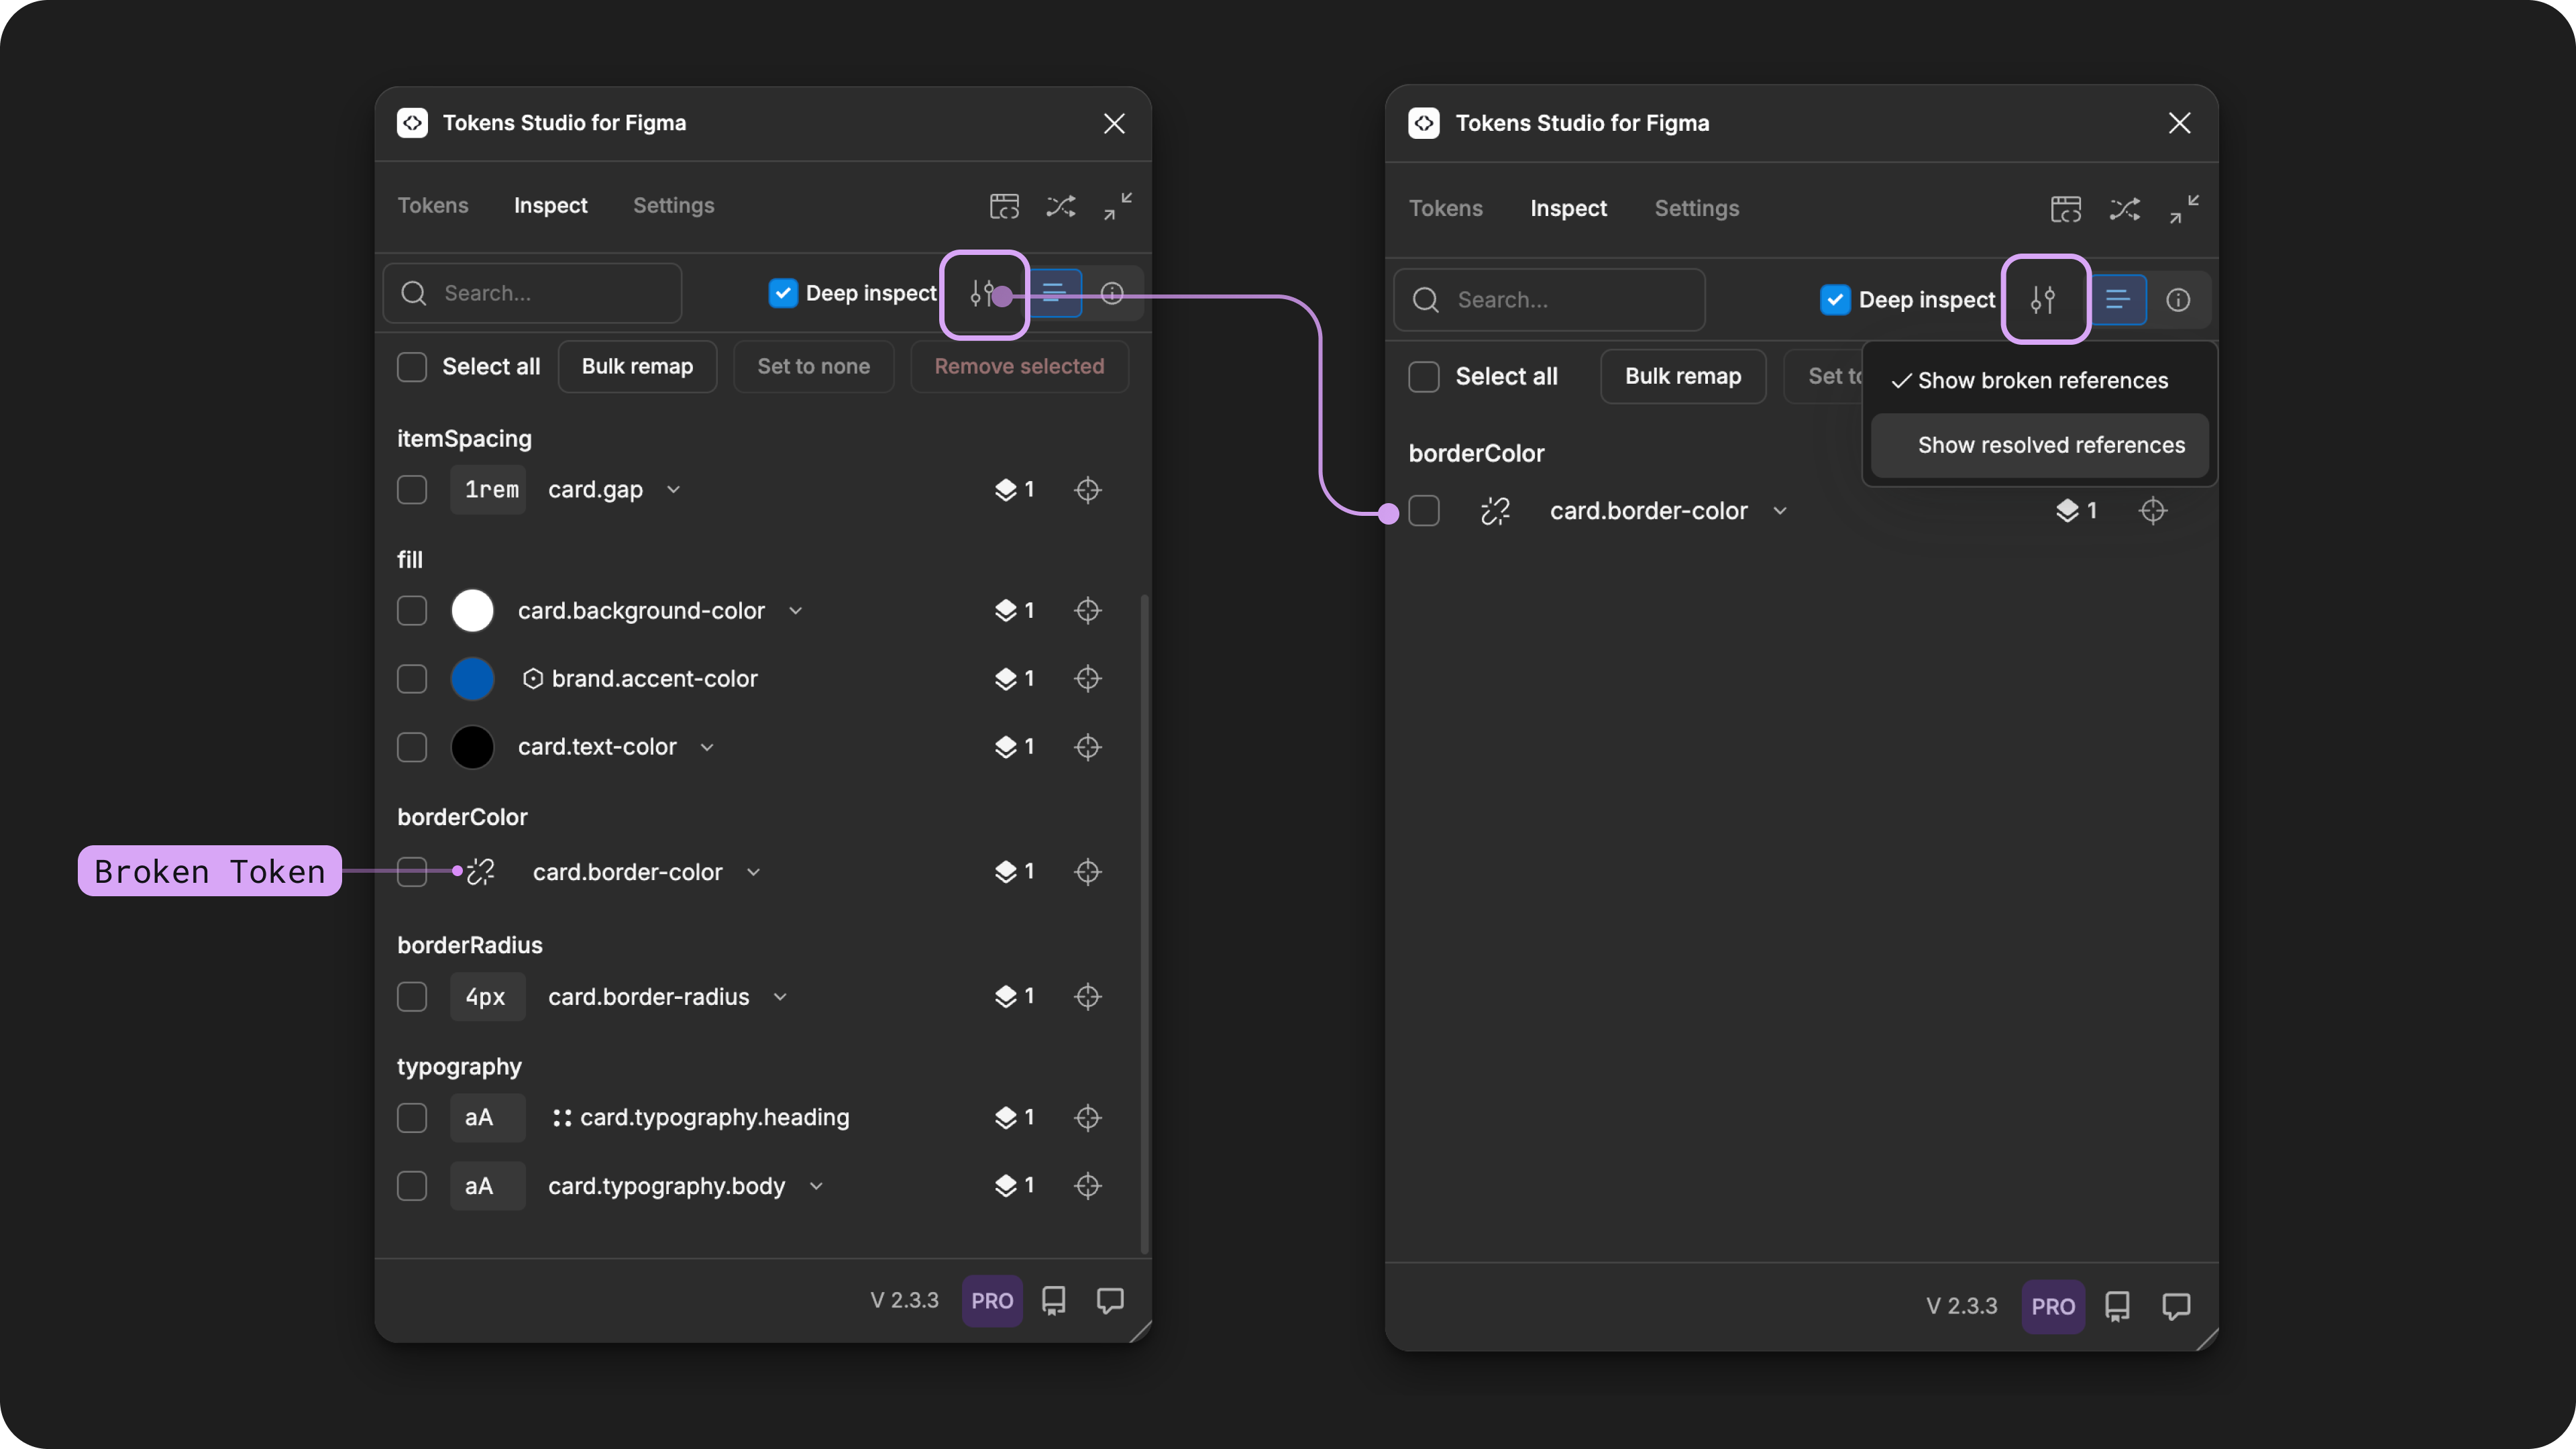 Tokens Studio for Figma
Tokens Inspect Settings
Search... Deep inspect
Select all Bulk remap Set to none Remove selected
itemSpacing
1rem card.gap 1
fill
card.background-color 1
brand.accent-color 1
card.text-color 1
borderColor
Broken Token card.border-color 1
borderRadius
4px card.border-radius 1
typography
aA card.typography.heading 1
aA card.typography.body 1
V 2.3.3 PRO
Tokens Studio for Figma
Tokens Inspect Settings
Search... Deep inspect
Select all Bulk remap Set to
Show broken references
Show resolved references
borderColor
card.border-color 1
V 2.3.3 PRO